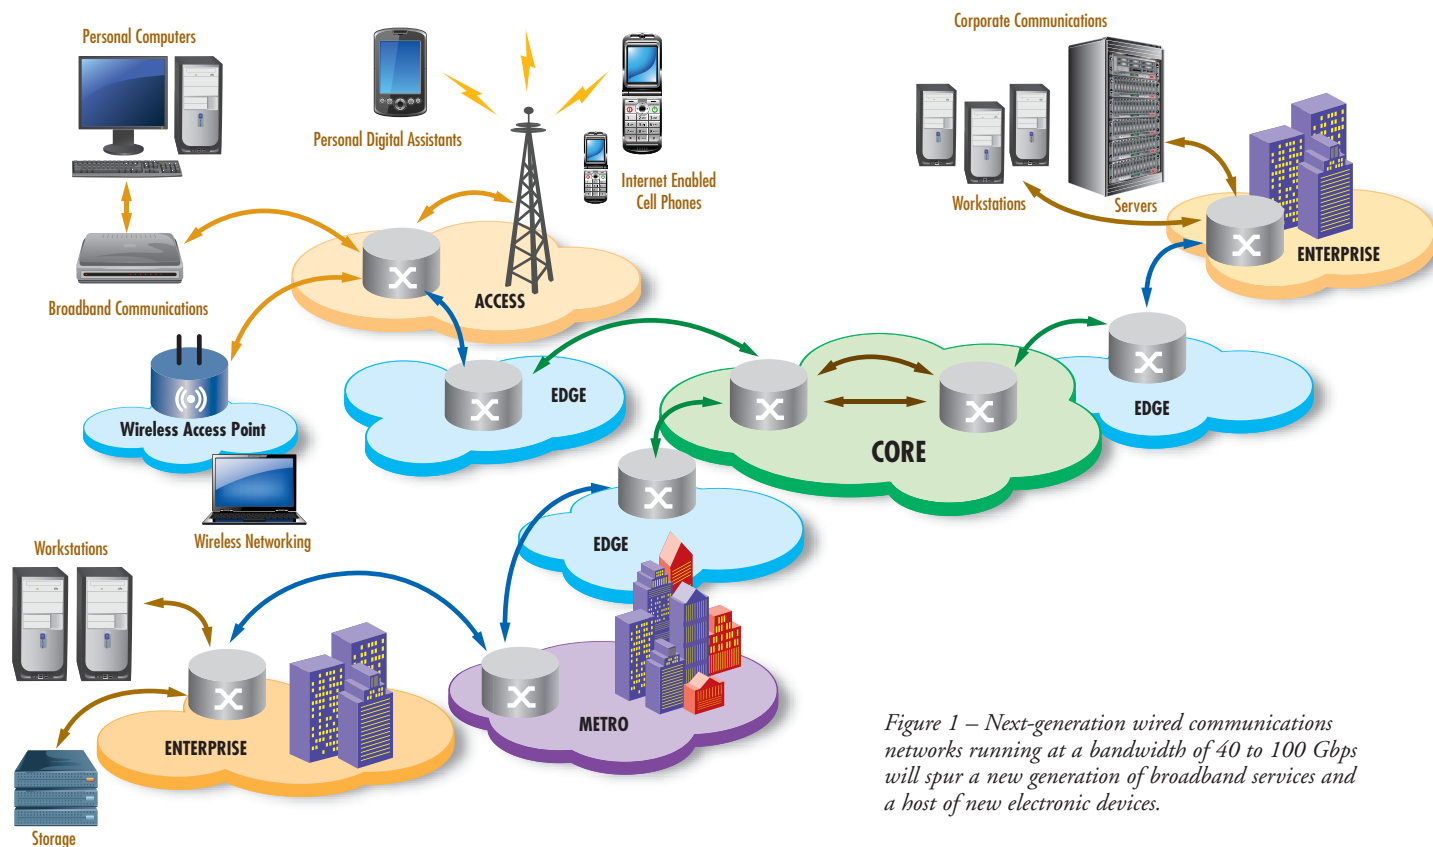 Personal Computers
Personal Digital Assistants
Internet Enabled
Cell Phones
Corporate Communications
Workstations
Servers
ENTERPRISE
Broadband Communications
ACCESS
Wireless Access Point
EDGE
CORE
EDGE
Wireless Networking
EDGE
Workstations
ENTERPRISE
METRO
Storage
Figure 1 – Next-generation wired communications
networks running at a bandwidth of 40 to 100 Gbps
will spur a new generation of broadband services and
a host of new electronic devices.